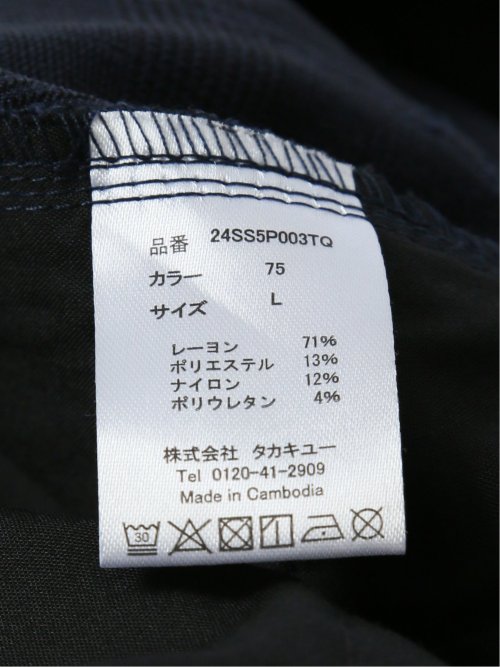 品番 24SS5P003TQ
カラー 75
サイズ L
レーヨン 71%
ポリエステル 13%
ナイロン 12%
ポリウレタン 4%
株式会社 タカキユー
Tel 0120-41-2909
Made in Cambodia
30